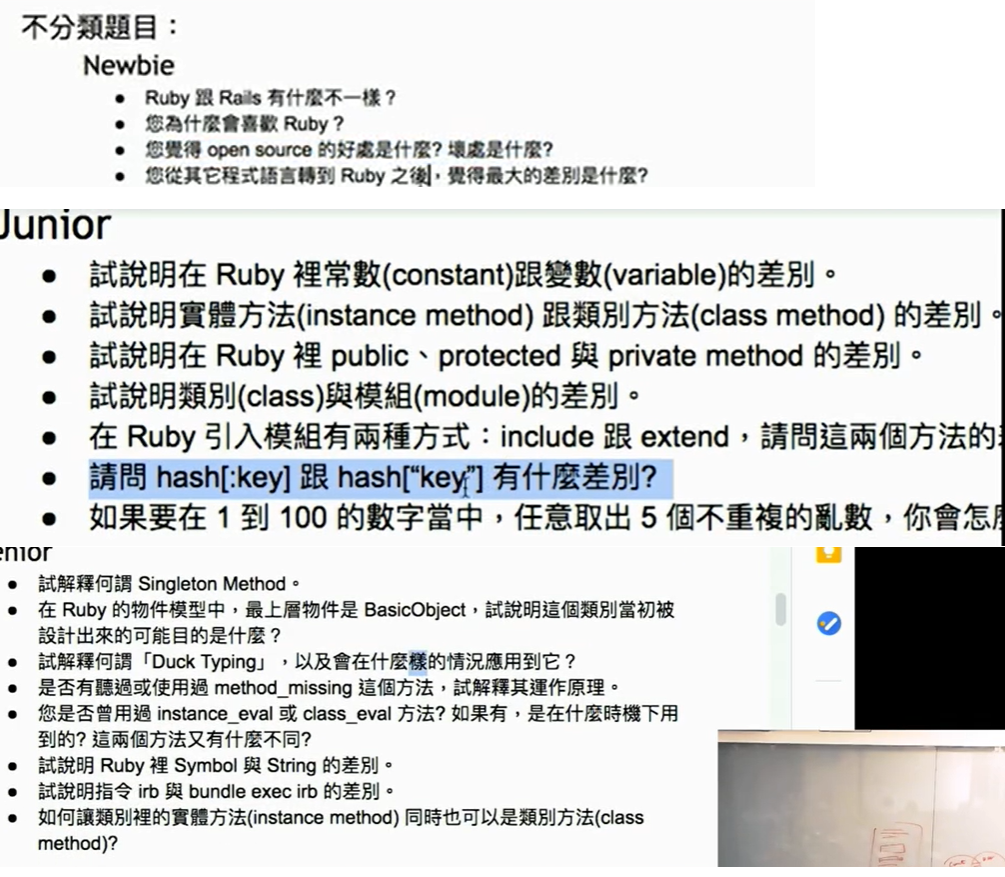 不分類題目：
Newbie
● Ruby 跟 Rails 有什麼不一樣？
● 您為什麼會喜歡 Ruby？
● 您覺得 open source 的好處是什麼? 壞處是什麼?
● 您從其它程式語言轉到 Ruby 之後，覺得最大的差別是什麼?
Junior
● 試說明在 Ruby 裡常數(constant)跟變數(variable)的差別。
● 試說明實體方法(instance method) 跟類別方法(class method) 的差別。
● 試說明在 Ruby 裡 public、protected 與 private method 的差別。
● 試說明類別(class)與模組(module)的差別。
● 在 Ruby 引入模組有兩種方式：include 跟 extend，請問這兩個方法的
● 請問 hash[:key] 跟 hash[“key”] 有什麼差別?
● 如果要在 1 到 100 的數字當中，任意取出 5 個不重複的亂數，你會怎
enior
● 試解釋何謂 Singleton Method。
● 在 Ruby 的物件模型中，最上層物件是 BasicObject，試說明這個類別當初被
設計出來的可能目的是什麼？
● 試解釋何謂「Duck Typing」，以及會在什麼樣的情況應用到它？
● 是否有聽過或使用過 method_missing 這個方法，試解釋其運作原理。
● 您是否曾用過 instance_eval 或 class_eval 方法? 如果有，是在什麼時機下用
到的? 這兩個方法又有什麼不同?
● 試說明 Ruby 裡 Symbol 與 String 的差別。
● 試說明指令 irb 與 bundle exec irb 的差別。
● 如何讓類別裡的實體方法(instance method) 同時也可以是類別方法(class
method)?